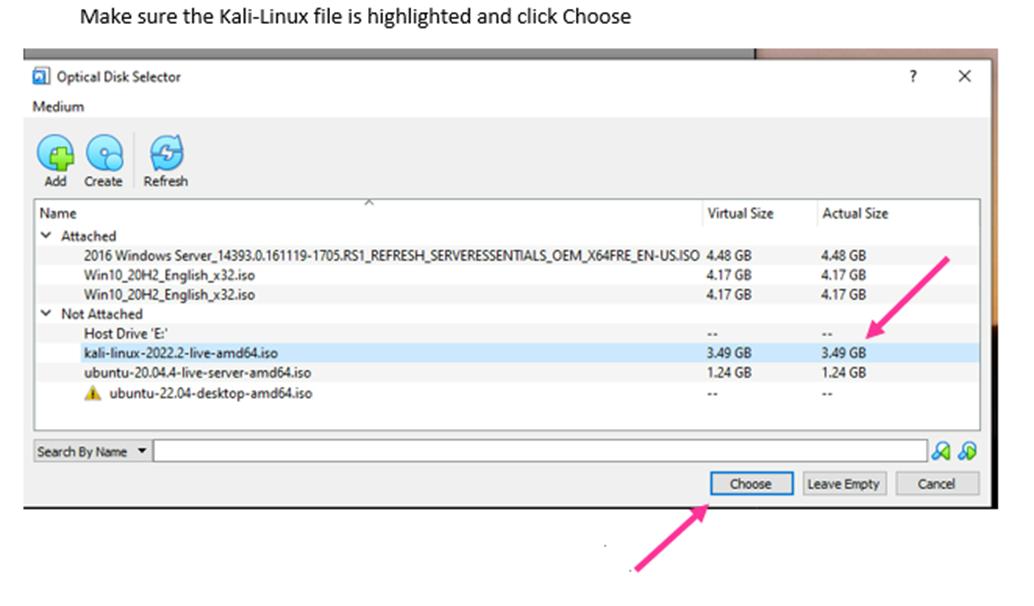 Make sure the Kali-Linux file is highlighted and click Choose
Optical Disk Selector ?
Medium
Add Create Refresh
Name Virtual Size Actual Size
Attached
2016 Windows Server_14393.0.161119-1705.RS1_REFRESH_SERVERESSENTIALS_OEM_X64FRE_EN-US.ISO 4.48 GB 4.48 GB
Win10_20H2_English_x32.iso 4.17 GB 4.17 GB
Win10_20H2_English_x32.iso 4.17 GB 4.17 GB
Not Attached
Host Drive 'E:' -- --
kali-linux-2022.2-live-amd64.iso 3.49 GB 3.49 GB
ubuntu-20.04.4-live-server-amd64.iso 1.24 GB 1.24 GB
ubuntu-22.04-desktop-amd64.iso -- --
Search By Name
Choose Leave Empty Cancel